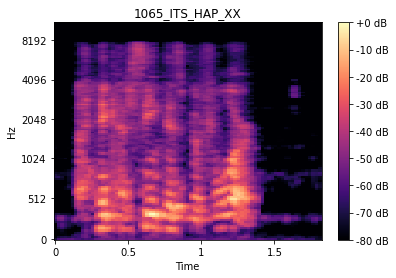 1065_ITS_HAP_XX
8192
4096
2048
1024
512
0
Hz
0
0.5
1
1.5
Time
+0 dB
-10 dB
-20 dB
-30 dB
-40 dB
-50 dB
-60 dB
-70 dB
-80 dB